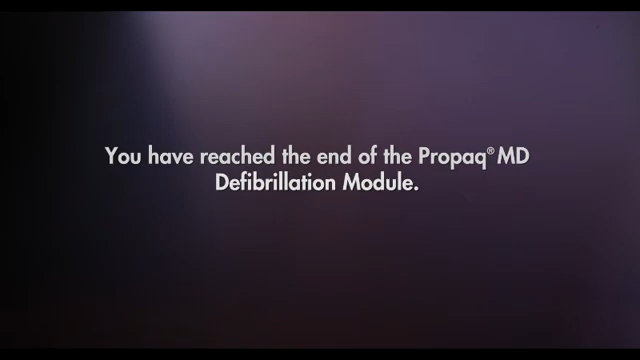 You have reached the end of the Propaq® MD
Defibrillation Module.